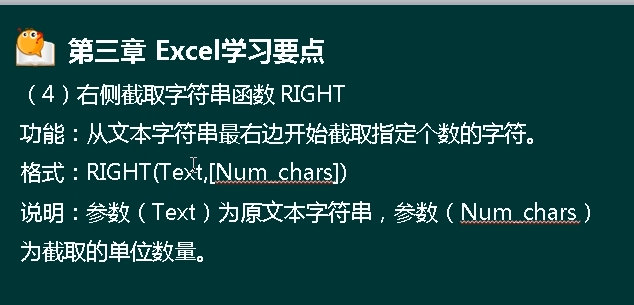 第三章 Excel学习要点
（4）右侧截取字符串函数 RIGHT
功能：从文本字符串最右边开始截取指定个数的字符。
格式：RIGHT(Text,[Num_chars])
说明：参数（Text）为原文本字符串，参数（Num_chars）
为截取的单位数量。